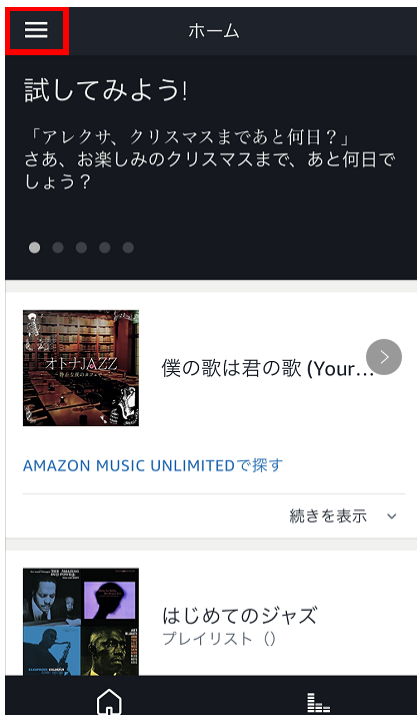 ホーム
試してみよう!
「アレクサ、クリスマスまであと何日？」
さあ、お楽しみのクリスマスまで、あと何日で
しょう？
オトナJAZZ
僕の歌は君の歌 (Your...
AMAZON MUSIC UNLIMITEDで探す
続きを表示
THE AMAZING
BUD POWELL
はじめてのジャズ
プレイリスト（）